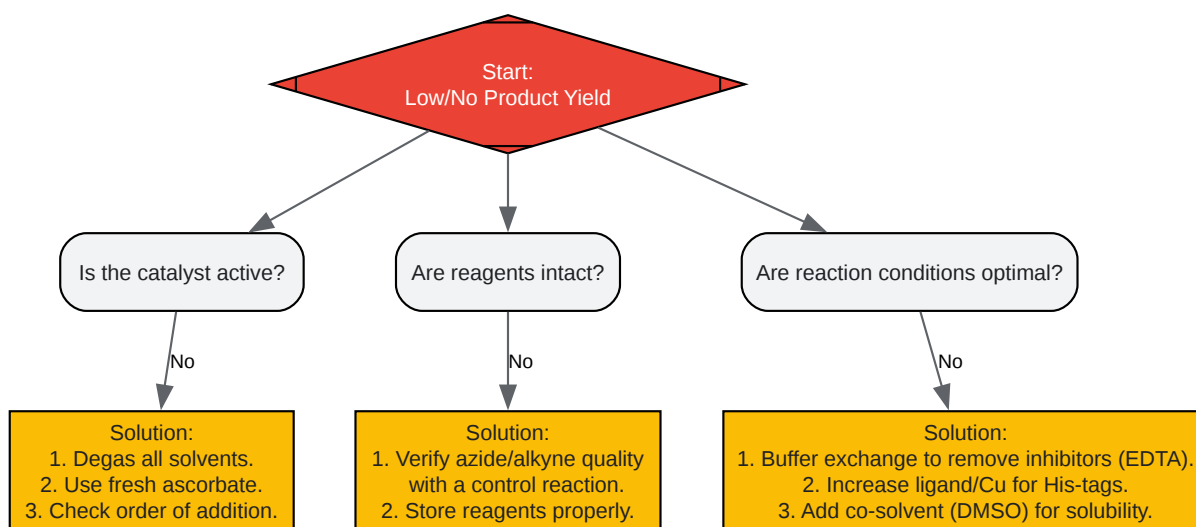 Start:
Low/No Product Yield
Is the catalyst active?
Are reagents intact?
Are reaction conditions optimal?
No
No
No
Solution:
1. Degas all solvents.
2. Use fresh ascorbate.
3. Check order of addition.
Solution:
1. Verify azide/alkyne quality
with a control reaction.
2. Store reagents properly.
Solution:
1. Buffer exchange to remove inhibitors (EDTA).
2. Increase ligand/Cu for His-tags.
3. Add co-solvent (DMSO) for solubility.